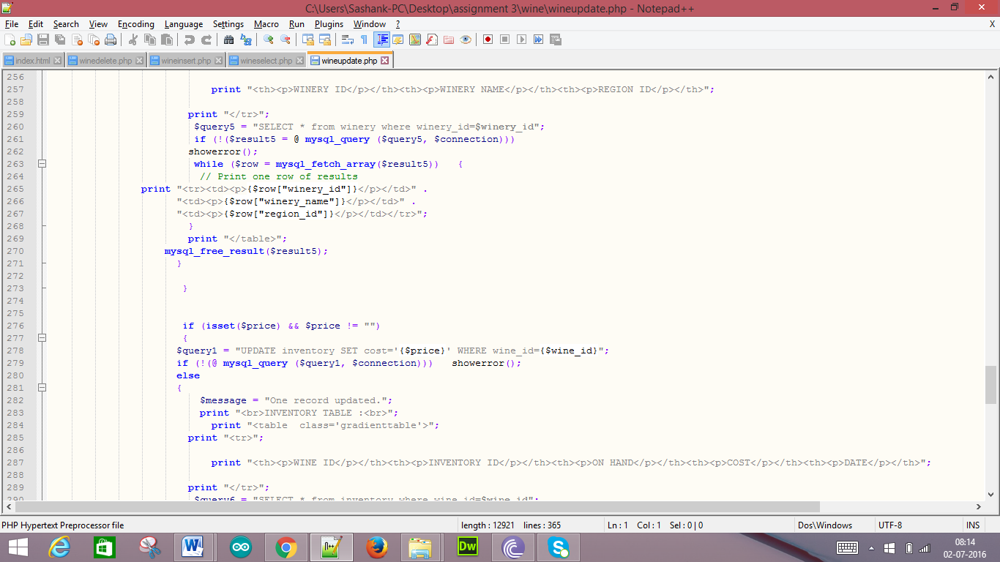 C:\Users\Sashank-PC\Desktop\assignment 3\wine\wineupdate.php - Notepad++
File Edit Search View Encoding Language Settings Macro Run Plugins Window ? X
index.html winedelete.php wineinsert.php wineselect.php wineupdate.php
256
257 print "<th><p>WINERY ID</p></th><th><p>WINERY NAME</p></th><th><p>REGION ID</p></th>";
258
259 print "</tr>";
260 $query5 = "SELECT * from winery where winery_id=$winery_id";
261 if (!($result5 = @ mysql_query ($query5, $connection)))
262 showerror();
263 while ($row = mysql_fetch_array($result5)) {
264 // Print one row of results
265 print "<tr><td><p>{$row["winery_id"]}</p></td>" .
266 "<td><p>{$row["winery_name"]}</p></td>" .
267 "<td><p>{$row["region_id"]}</p></td></tr>";
268 }
269 print "</table>";
270 mysql_free_result($result5);
271 }
272
273 }
274
275
276 if (isset($price) && $price != "")
277 {
278 $query1 = "UPDATE inventory SET cost='{$price}' WHERE wine_id={$wine_id}";
279 if (!(@ mysql_query ($query1, $connection))) showerror();
280 else
281 {
282 $message = "One record updated.";
283 print "<br>INVENTORY TABLE :<br>";
284 print "<table class='gradienttable'>";
285 print "<tr>";
286
287 print "<th><p>WINE ID</p></th><th><p>INVENTORY ID</p></th><th><p>ON HAND</p></th><th><p>COST</p></th><th><p>DATE</p></th>";
288
289 print "</tr>";
290 $query6 = "SELECT * from inventory where wine_id=$wine_id";
PHP Hypertext Preprocessor file length : 12921 lines : 365 Ln : 1 Col : 1 Sel : 0 | 0 Dos\Windows UTF-8 INS
08:14
02-07-2016